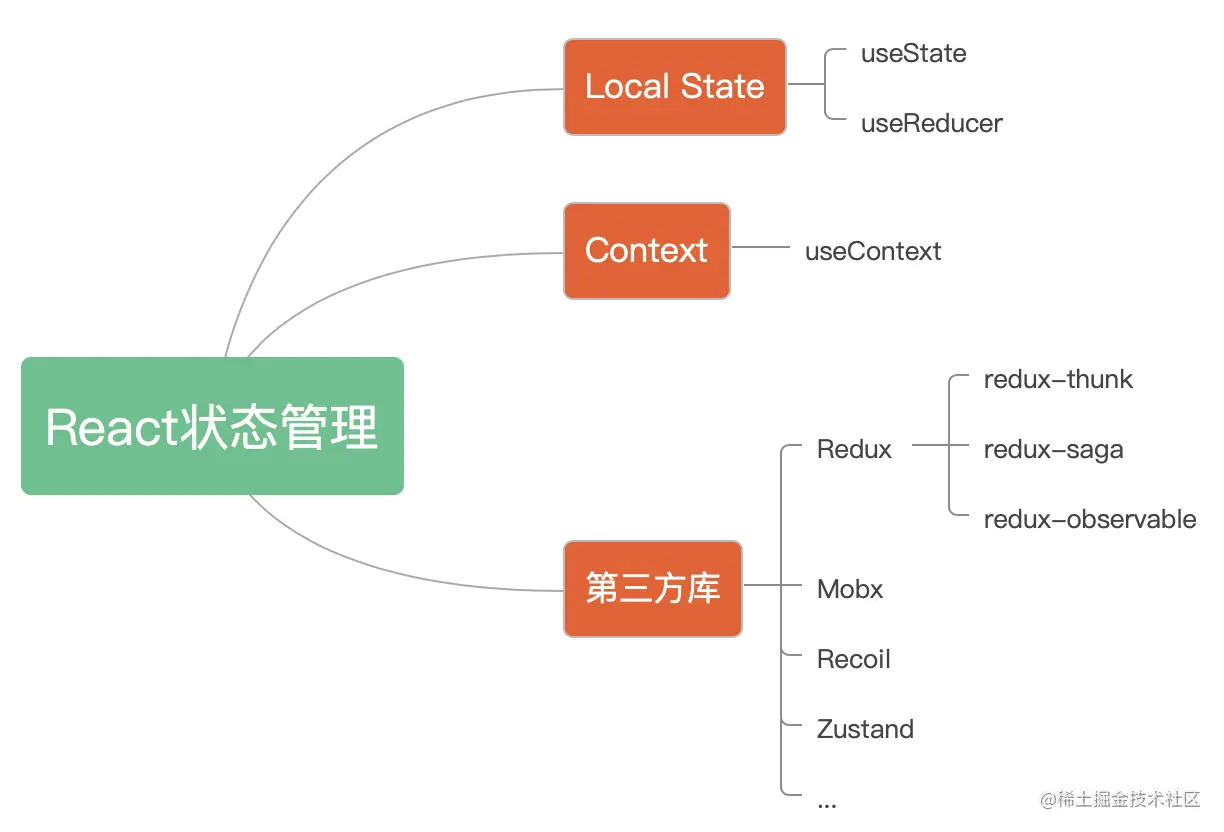 Local State
useState
useReducer
Context
useContext
React状态管理
第三方库
Redux
redux-thunk
redux-saga
redux-observable
Mobx
Recoil
Zustand
...
@稀土掘金技术社区